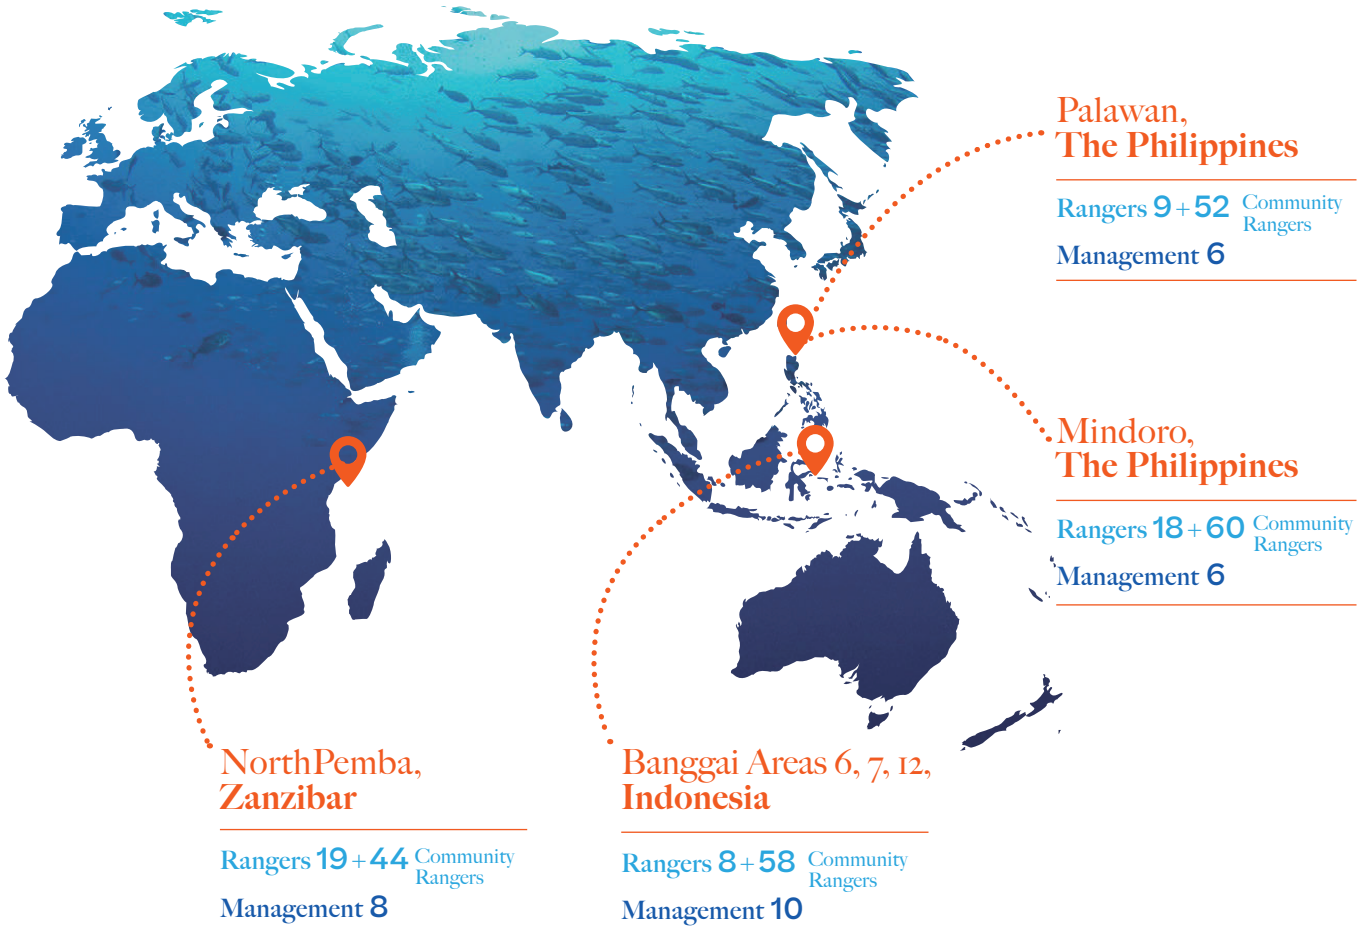 Palawan,
The Philippines
Rangers 9 + 52 Community
Rangers
Management 6
Mindoro,
The Philippines
Rangers 18 + 60 Community
Rangers
Management 6
North Pemba,
Zanzibar
Rangers 19 + 44 Community
Rangers
Management 8
Banggai Areas 6, 7, 12,
Indonesia
Rangers 8 + 58 Community
Rangers
Management 10